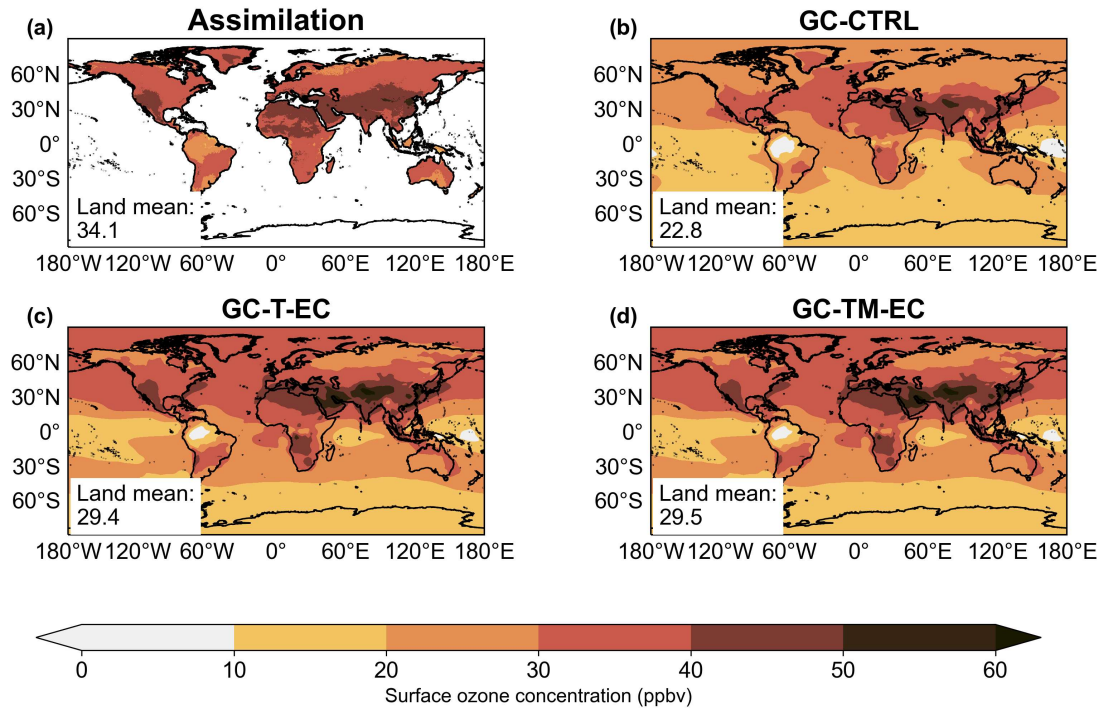 (a) Assimilation
60°N
30°N
0°
30°S
60°S
Land mean:
34.1
180°W 120°W 60°W 0° 60°E 120°E 180°E
(b) GC-CTRL
60°N
30°N
0°
30°S
60°S
Land mean:
22.8
180°W 120°W 60°W 0° 60°E 120°E 180°E
(c) GC-T-EC
60°N
30°N
0°
30°S
60°S
Land mean:
29.4
180°W 120°W 60°W 0° 60°E 120°E 180°E
(d) GC-TM-EC
60°N
30°N
0°
30°S
60°S
Land mean:
29.5
180°W 120°W 60°W 0° 60°E 120°E 180°E
0 10 20 30 40 50 60
Surface ozone concentration (ppbv)